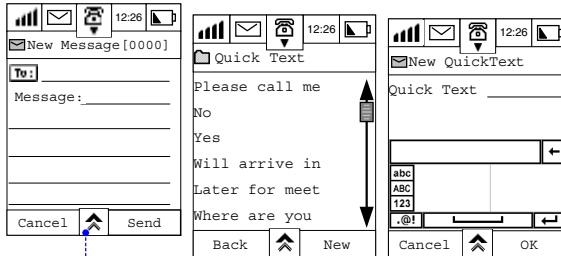 12:26
New Message[0000]
To:
Message:
Cancel
Send
12:26
Quick Text
Please call me
No
Yes
Will arrive in
Later for meet
Where are you
Back
New
12:26
New QuickText
Quick Text
abc
ABC
123
.@!
Cancel
OK